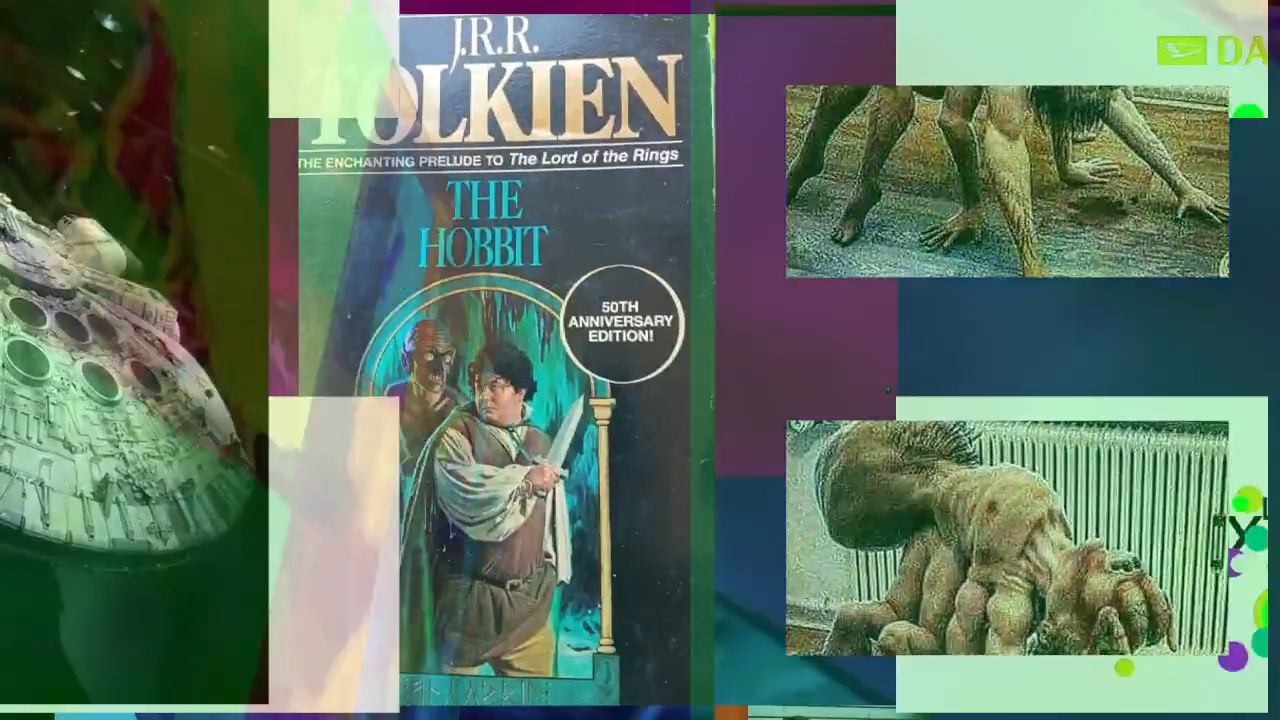 J.R.R.
TOLKIEN
THE ENCHANTING PRELUDE TO The Lord of the Rings
THE
HOBBIT
50TH
ANNIVERSARY
EDITION!
DA